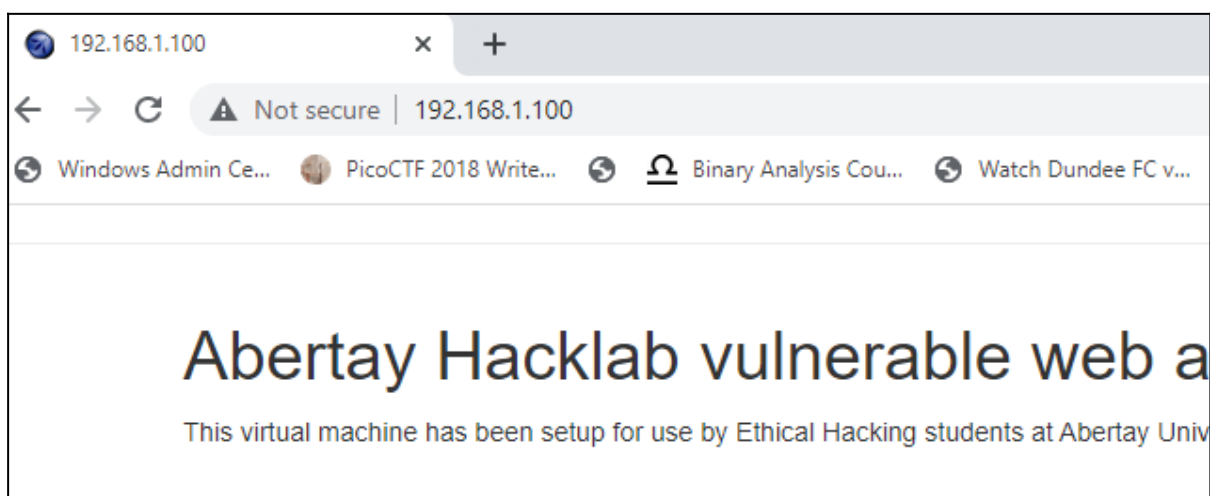 192.168.1.100
Not secure | 192.168.1.100
Windows Admin Ce... PicoCTF 2018 Write... Binary Analysis Cou... Watch Dundee FC v...
Abertay Hacklab vulnerable web a
This virtual machine has been setup for use by Ethical Hacking students at Abertay Univ